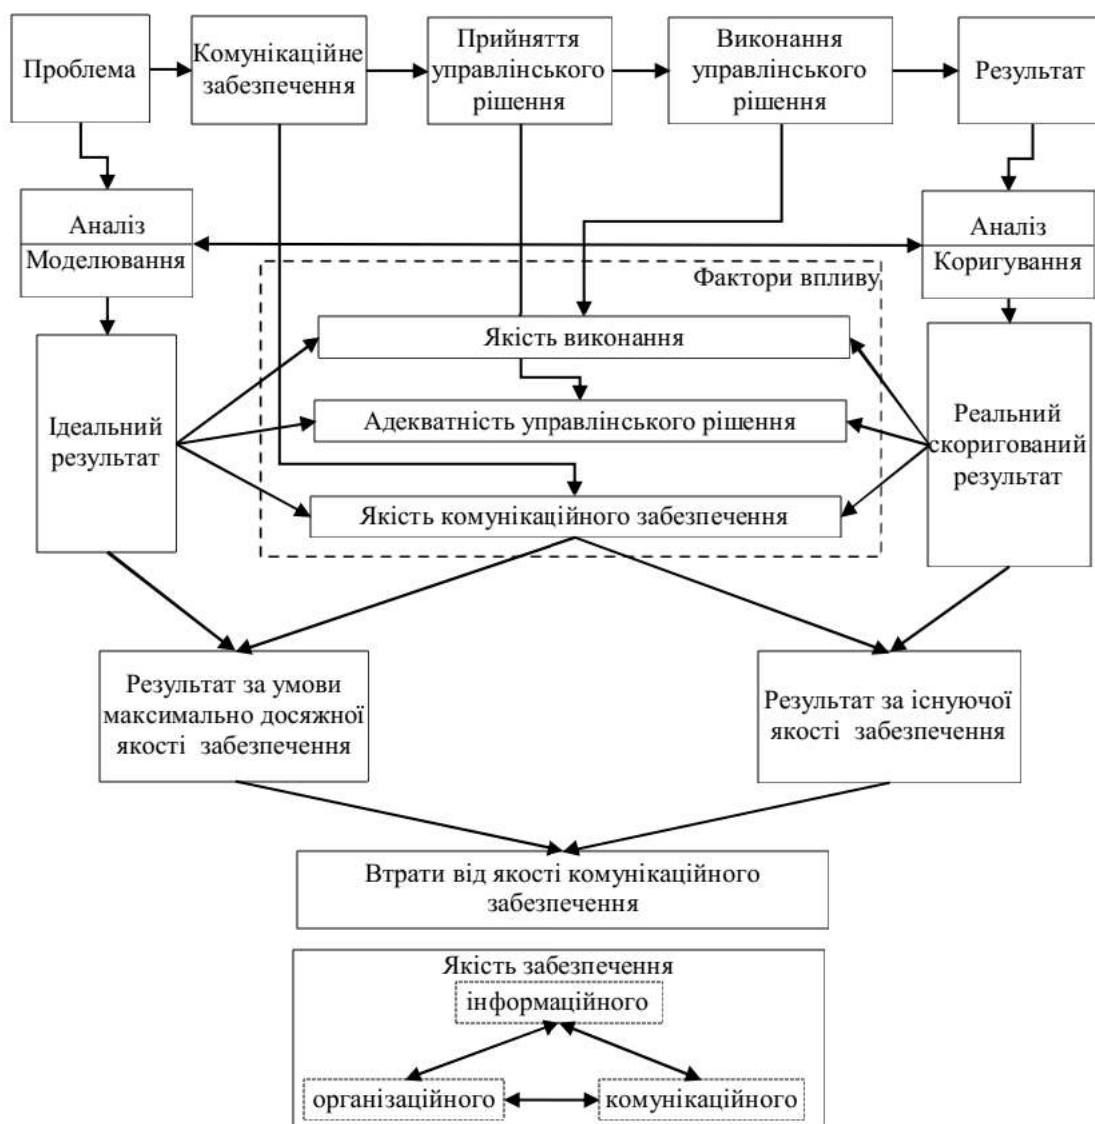 Проблема
Комунікаційне
забезпечення
Прийняття
управлінського
рішення
Виконання
управлінського
рішення
Результат
Аналіз
Моделювання
Аналіз
Коригування
Фактори впливу
Якість виконання
Адекватність управлінського рішення
Якість комунікаційного забезпечення
Ідеальний
результат
Реальний
скоригований
результат
Результат за умови
максимально досяжної
якості забезпечення
Результат за існуючої
якості забезпечення
Втрати від якості комунікаційного
забезпечення
Якість забезпечення
інформаційного
організаційного
комунікаційного